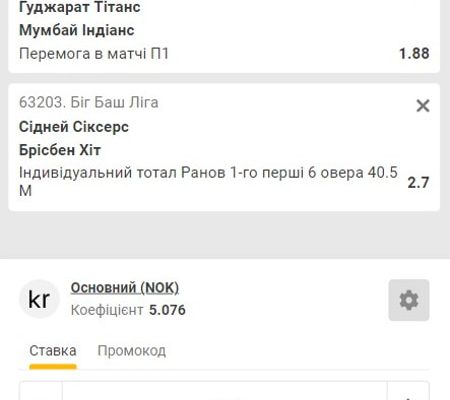 Гуджарат Тітанс
Мумбай Індіанс
Перемога в матчі П1 1.88
63203. Біг Баш Ліга
Сідней Сіксерс
Брісбен Хіт
Індивідуальний тотал Ранов 1-го перші 6 овера 40.5
М 2.7
kr
Основний (NOK)
Коефіцієнт 5.076
Ставка Промокод